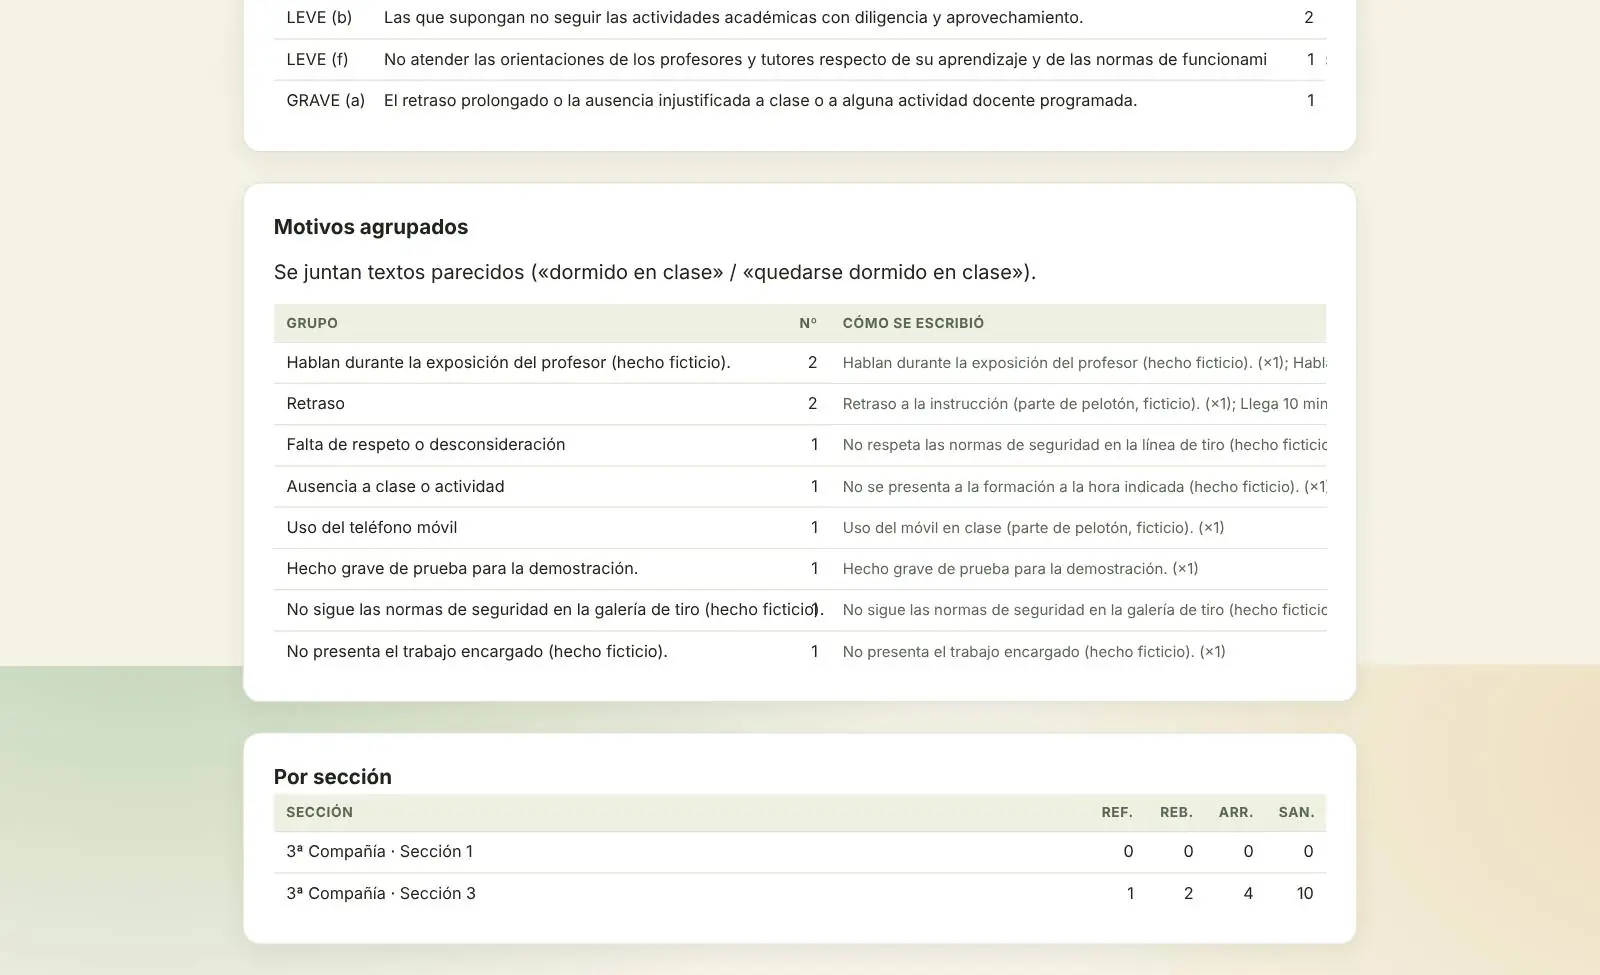 LEVE (b) Las que supongan no seguir las actividades académicas con diligencia y aprovechamiento. 2
LEVE (f) No atender las orientaciones de los profesores y tutores respecto de su aprendizaje y de las normas de funcionami 1
GRAVE (a) El retraso prolongado o la ausencia injustificada a clase o a alguna actividad docente programada. 1
Motivos agrupados
Se juntan textos parecidos («dormido en clase» / «quedarse dormido en clase»).
GRUPO Nº CÓMO SE ESCRIBIÓ
Hablan durante la exposición del profesor (hecho ficticio). 2 Hablan durante la exposición del profesor (hecho ficticio). (×1); Habl
Retraso 2 Retraso a la instrucción (parte de pelotón, ficticio). (×1); Llega 10 min
Falta de respeto o desconsideración 1 No respeta las normas de seguridad en la línea de tiro (hecho ficticio
Ausencia a clase o actividad 1 No se presenta a la formación a la hora indicada (hecho ficticio). (×1)
Uso del teléfono móvil 1 Uso del móvil en clase (parte de pelotón, ficticio). (×1)
Hecho grave de prueba para la demostración. 1 Hecho grave de prueba para la demostración. (×1)
No sigue las normas de seguridad en la galería de tiro (hecho ficticio). 1 No sigue las normas de seguridad en la galería de tiro (hecho ficticio
No presenta el trabajo encargado (hecho ficticio). 1 No presenta el trabajo encargado (hecho ficticio). (×1)
Por sección
SECCIÓN REF. REB. ARR. SAN.
3ª Compañía · Sección 1 0 0 0 0
3ª Compañía · Sección 3 1 2 4 10